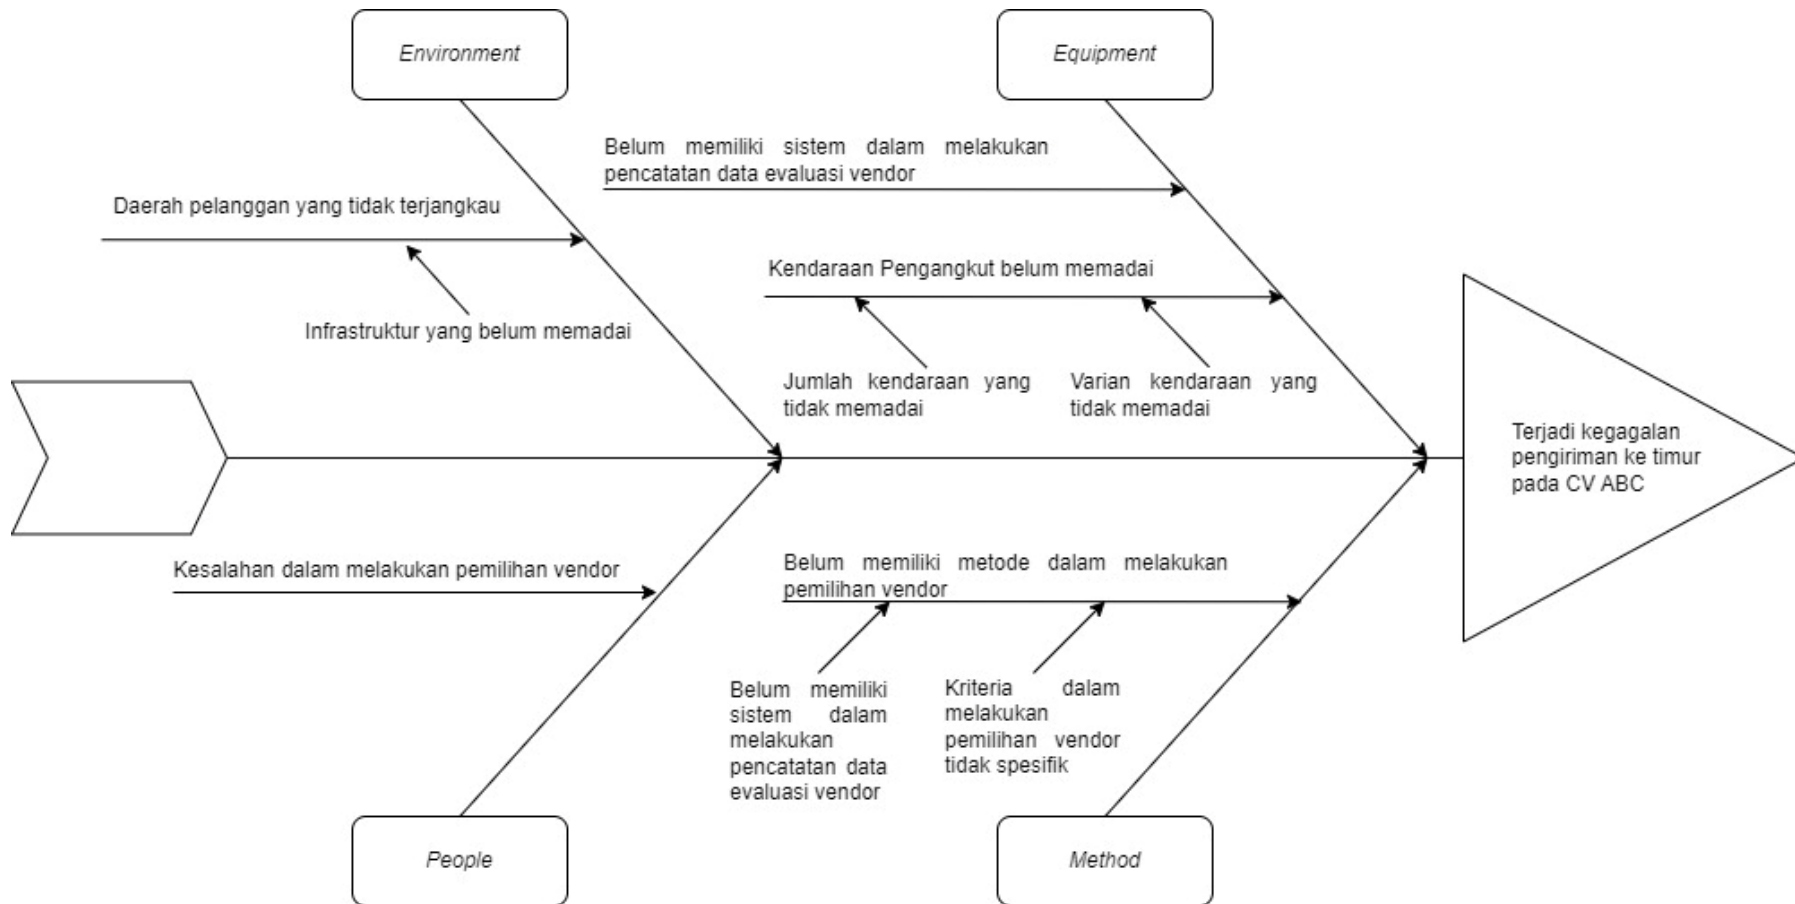 Environment
Equipment
Belum memiliki sistem dalam melakukan
pencatatan data evaluasi vendor
Daerah pelanggan yang tidak terjangkau
Kendaraan Pengangkut belum memadai
Infrastruktur yang belum memadai
Jumlah kendaraan yang
tidak memadai
Varian kendaraan yang
tidak memadai
Terjadi kegagalan
pengiriman ke timur
pada CV ABC
Kesalahan dalam melakukan pemilihan vendor
Belum memiliki metode dalam melakukan
pemilihan vendor
Belum memiliki
sistem dalam
melakukan
pencatatan data
evaluasi vendor
Kriteria dalam
melakukan
pemilihan vendor
tidak spesifik
People
Method